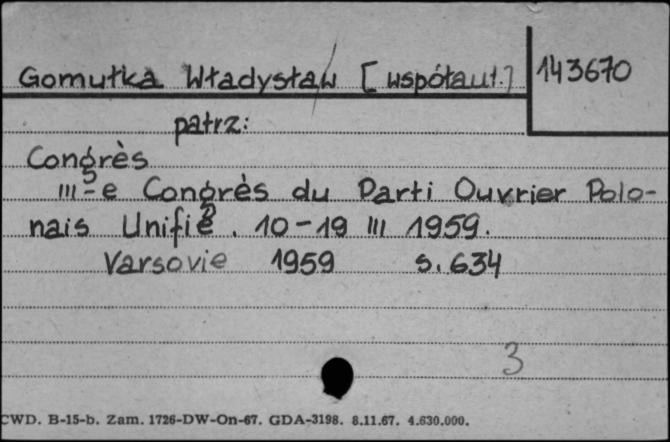 Gomułka Władysław [współaut.] 143670
patrz:
Congrès
III-e Congrès du Parti Ouvrier Polo-
nais Unifié. 10-19 III 1959.
Varsovie 1959 s. 634
3
CWD. B-15-b. Zam. 1726-DW-On-67. GDA-3198. 8.11.67. 4.630.000.